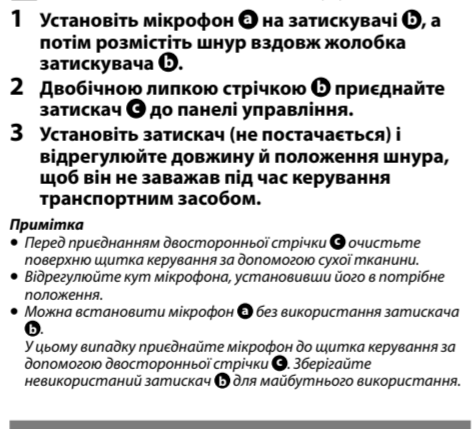 1 Установіть мікрофон a на затискувачі b, а
потім розмістіть шнур вздовж жолобка
затискувача b.
2 Двобічною липкою стрічкою b приєднайте
затискач c до панелі управління.
3 Установіть затискач (не постачається) і
відрегулюйте довжину й положення шнура,
щоб він не заважав під час керування
транспортним засобом.
Примітка
• Перед приєднанням двосторонньої стрічки c очистьте
поверхню щитка керування за допомогою сухої тканини.
• Відрегулюйте кут мікрофона, установивши його в потрібне
положення.
• Можна встановити мікрофон a без використання затискача
b.
У цьому випадку приєднайте мікрофон до щитка керування за
допомогою двосторонньої стрічки c. Зберігайте
невикористаний затискач b для майбутнього використання.